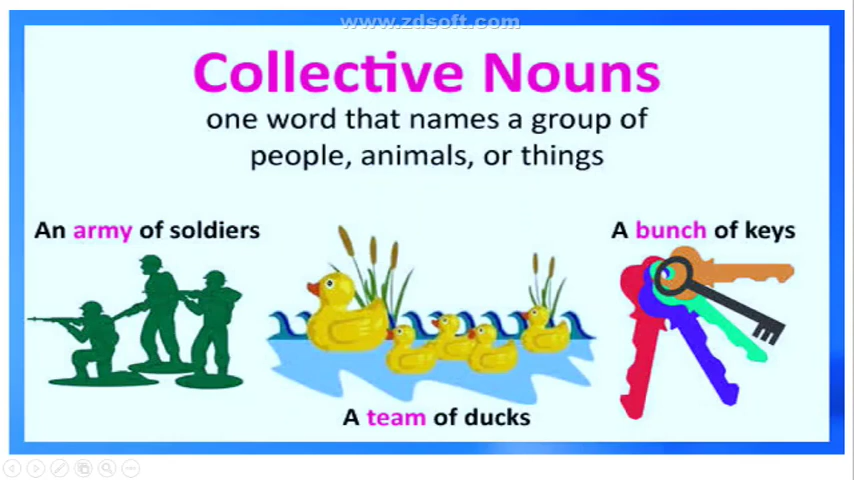 www.zdsoft.com
Collective Nouns
one word that names a group of
people, animals, or things
An army of soldiers
A bunch of keys
A team of ducks